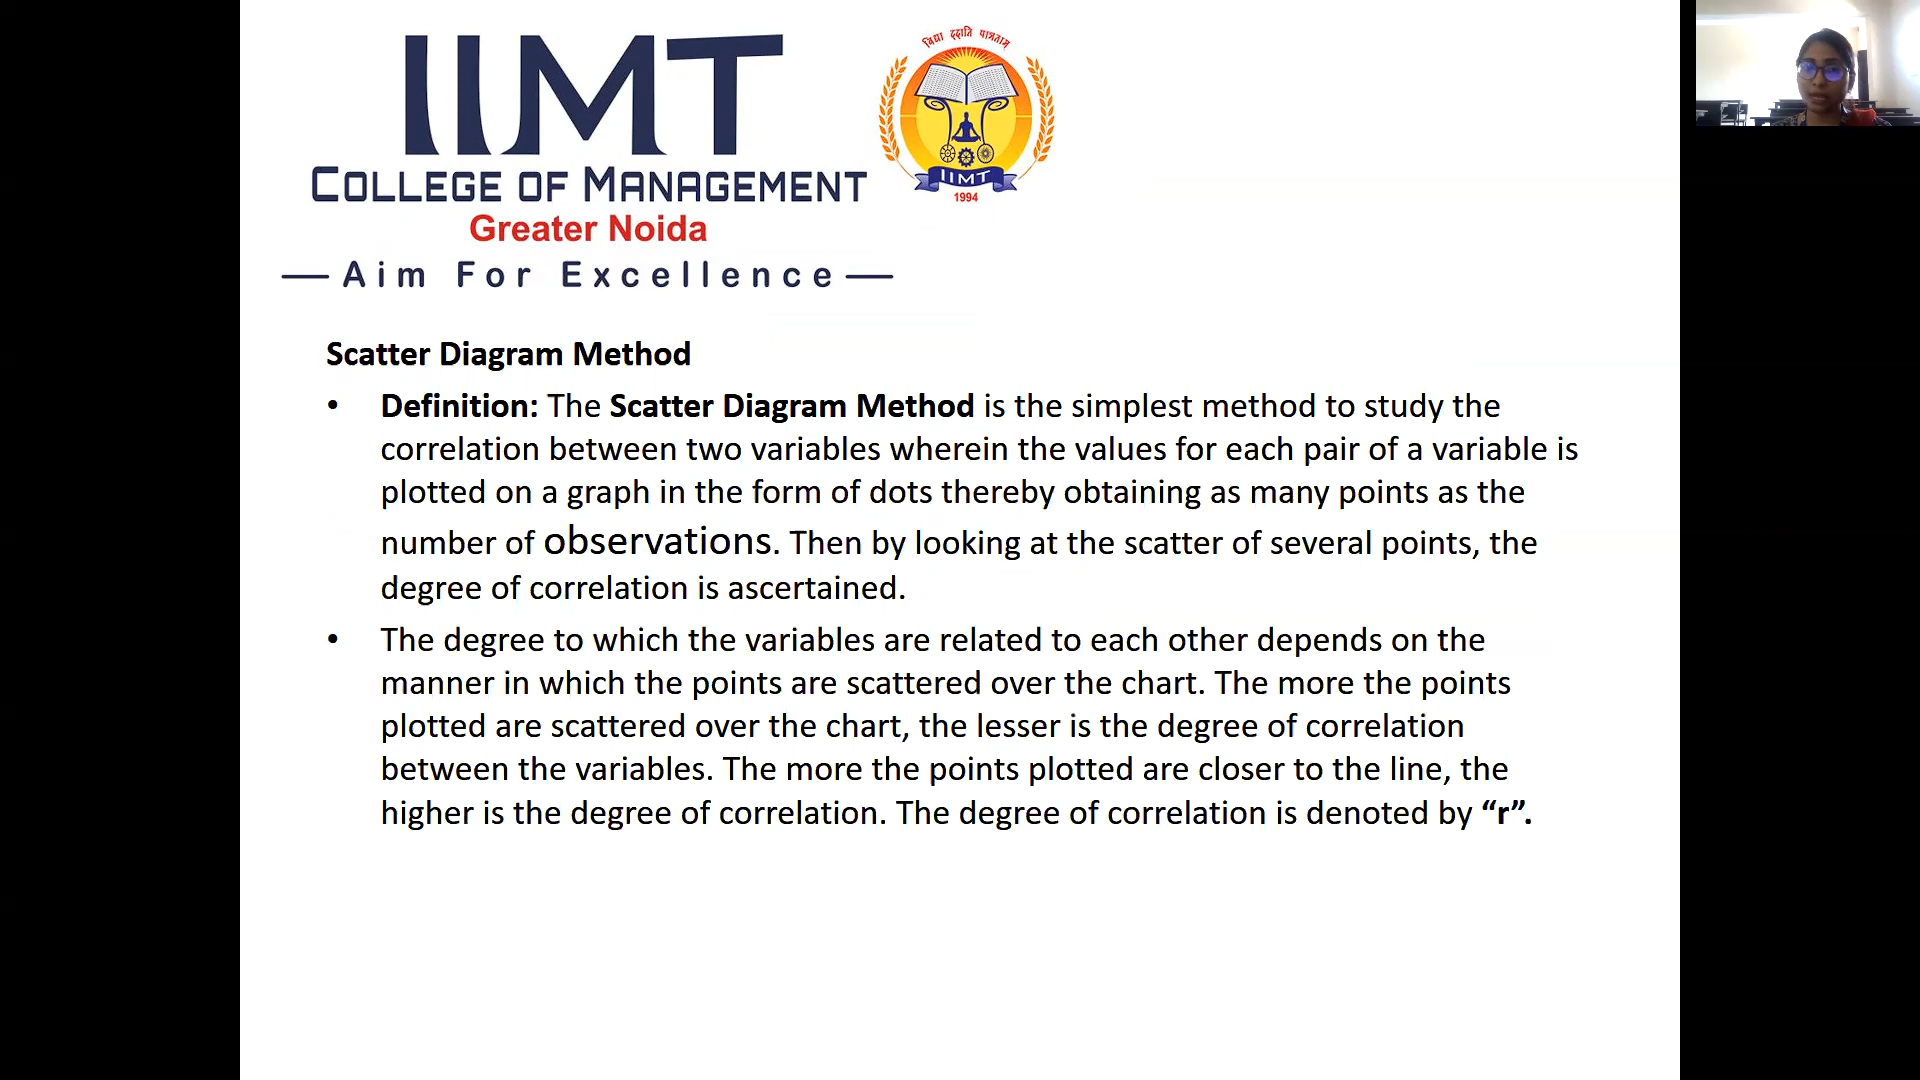 IIMT
COLLEGE OF MANAGEMENT
Greater Noida
Aim For Excellence
विद्या ददाति पात्रताम्
IIMT
1994
Scatter Diagram Method
• Definition: The Scatter Diagram Method is the simplest method to study the
correlation between two variables wherein the values for each pair of a variable is
plotted on a graph in the form of dots thereby obtaining as many points as the
number of observations. Then by looking at the scatter of several points, the
degree of correlation is ascertained.
• The degree to which the variables are related to each other depends on the
manner in which the points are scattered over the chart. The more the points
plotted are scattered over the chart, the lesser is the degree of correlation
between the variables. The more the points plotted are closer to the line, the
higher is the degree of correlation. The degree of correlation is denoted by “r”.